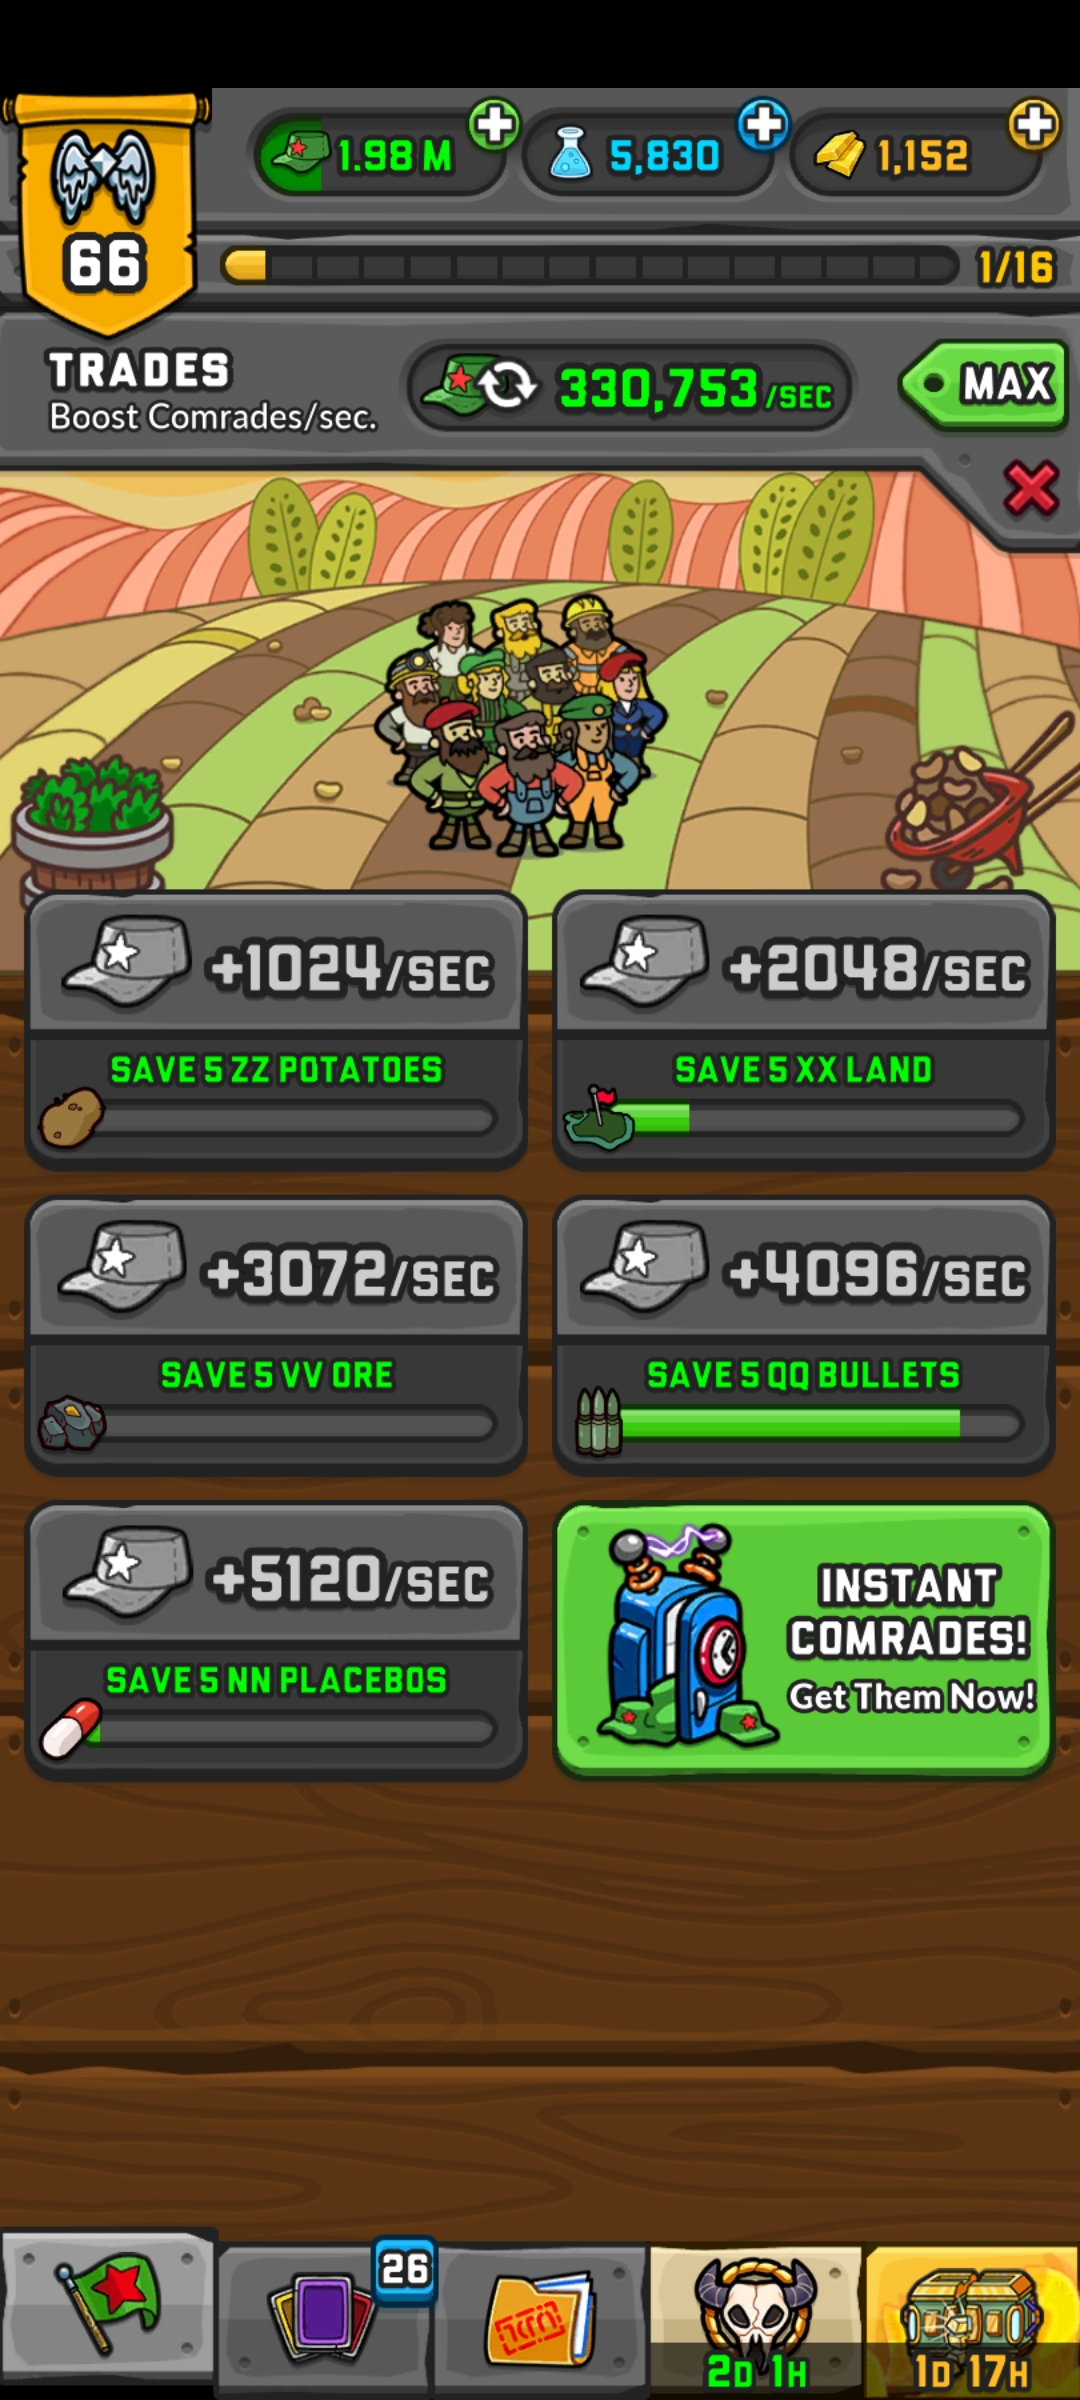 1.98 M
5,830
1,152
66
1/16
TRADES
Boost Comrades/sec.
330,753/SEC
MAX
+1024/SEC
SAVE 5 ZZ POTATOES
+2048/SEC
SAVE 5 XX LAND
+3072/SEC
SAVE 5 VV ORE
+4096/SEC
SAVE 5 QQ BULLETS
+5120/SEC
SAVE 5 NN PLACEBOS
INSTANT
COMRADES!
Get Them Now!
26
2D 1H
1D 17H